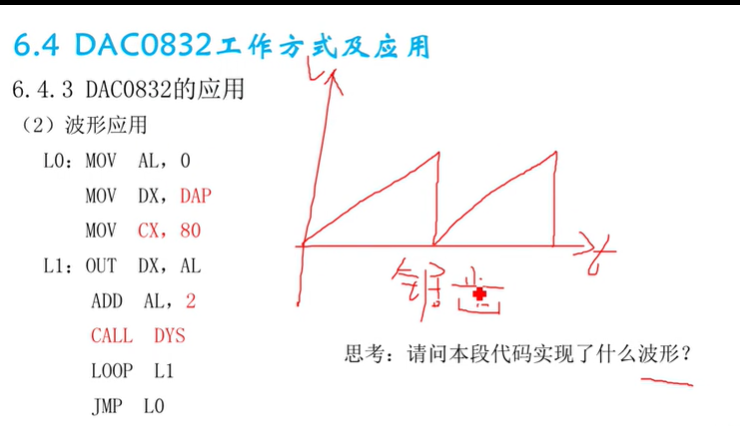 6.4 DAC0832工作方式及应用
6.4.3 DAC0832的应用
（2）波形应用
L0: MOV AL, 0
MOV DX, DAP
MOV CX, 80
L1: OUT DX, AL
ADD AL, 2
CALL DYS
LOOP L1
JMP L0
V
t
锯齿
思考：请问本段代码实现了什么波形？